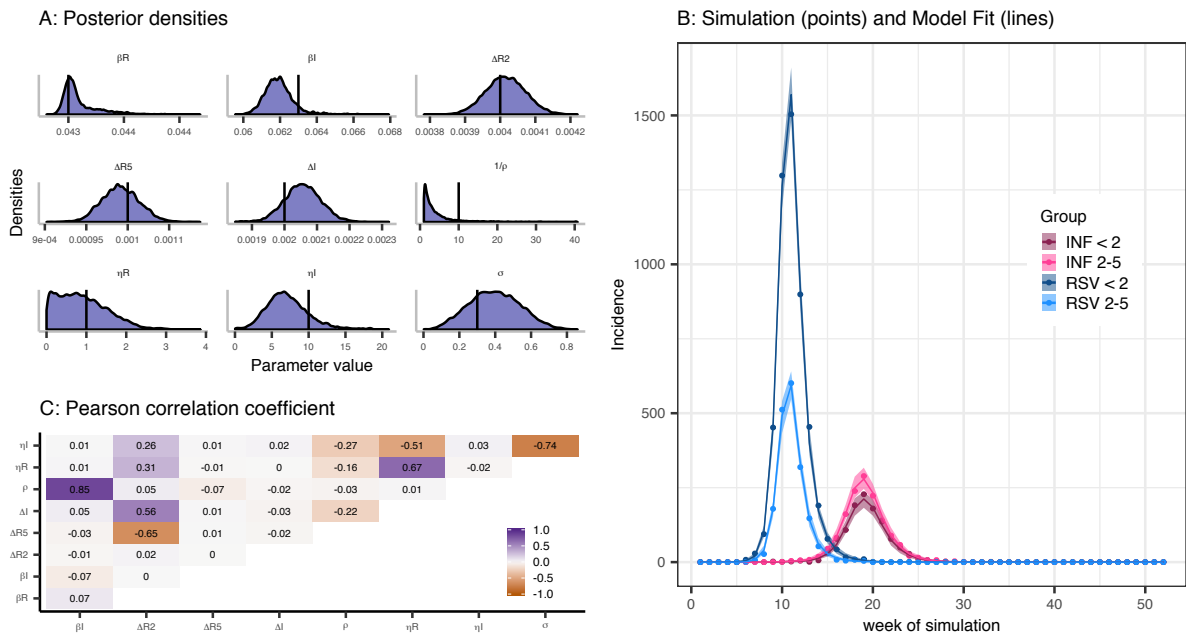 A: Posterior densities
βR
βI
ΔR2
0.043 0.044 0.044
0.06 0.062 0.064 0.066 0.068
0.0038 0.0039 0.004 0.0041 0.0042
ΔR5
ΔI
1/ρ
9e-04 0.00095 0.001 0.0011
0.0019 0.002 0.0021 0.0022 0.0023
0 10 20 30 40
ηR
ηI
σ
0 1 2 3 4
0 5 10 15 20
0.0 0.2 0.4 0.6 0.8
Densities
Parameter value
C: Pearson correlation coefficient
ηI 0.01 0.26 0.01 0.02 -0.27 -0.51 0.03 -0.74
ηR 0.01 0.31 -0.01 0 -0.16 0.67 -0.02
ρ 0.85 0.05 -0.07 -0.02 -0.03 0.01
ΔI 0.05 0.56 0.01 -0.03 -0.22
ΔR5 -0.03 -0.65 0.01 -0.02
ΔR2 -0.01 0.02 0
βI -0.07 0
βR 0.07
βI ΔR2 ΔR5 ΔI ρ ηR ηI σ
1.0
0.5
0.0
-0.5
-1.0
B: Simulation (points) and Model Fit (lines)
Incidence
1500
1000
500
0
0 10 20 30 40 50
week of simulation
Group
INF < 2
INF 2-5
RSV < 2
RSV 2-5